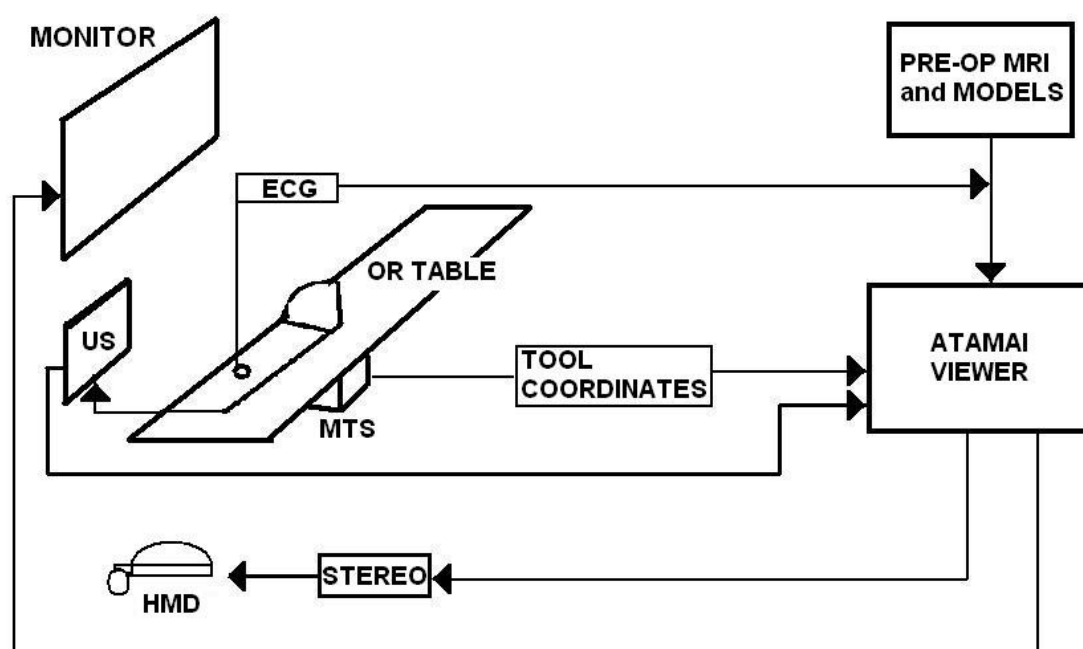 MONITOR
PRE-OP MRI
and MODELS
ECG
OR TABLE
US
TOOL
COORDINATES
ATAMAI
VIEWER
MTS
STEREO
HMD